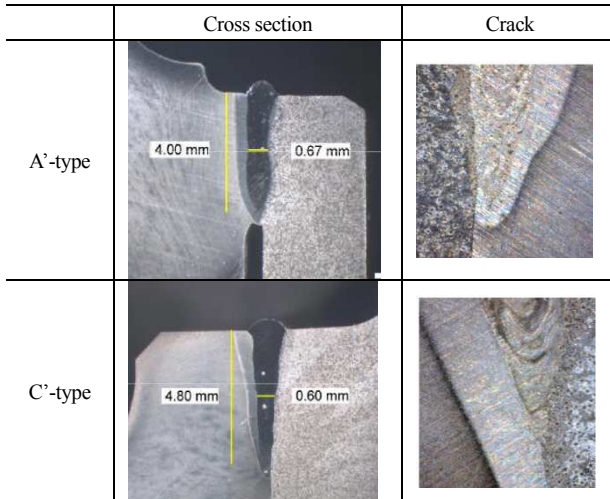 Cross section Crack
A’-type
4.00 mm 0.67 mm
C’-type
4.80 mm 0.60 mm